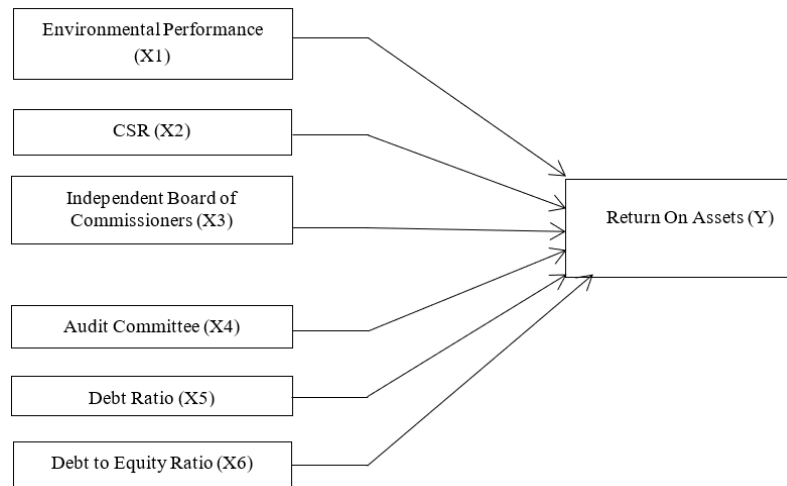 Environmental Performance
(X1)
CSR (X2)
Independent Board of
Commissioners (X3)
Return On Assets (Y)
Audit Committee (X4)
Debt Ratio (X5)
Debt to Equity Ratio (X6)